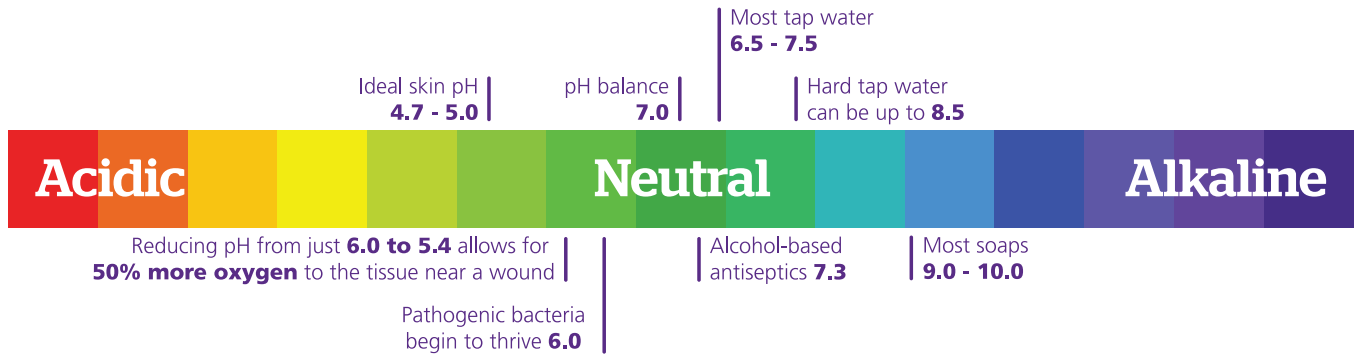 Most tap water
6.5 - 7.5
Ideal skin pH
4.7 - 5.0
pH balance
7.0
Hard tap water
can be up to 8.5
Acidic
Neutral
Alkaline
Reducing pH from just 6.0 to 5.4 allows for
50% more oxygen to the tissue near a wound
Alcohol-based
antiseptics 7.3
Most soaps
9.0 - 10.0
Pathogenic bacteria
begin to thrive 6.0